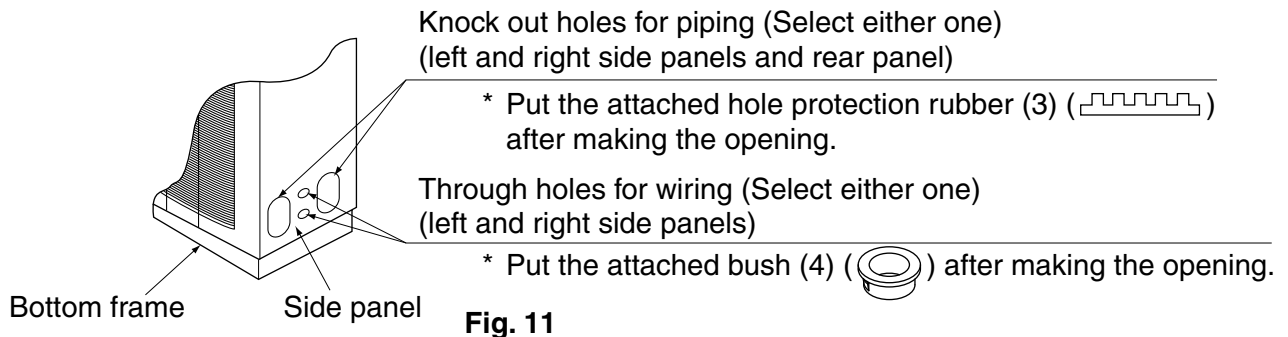 Knock out holes for piping (Select either one)
(left and right side panels and rear panel)
* Put the attached hole protection rubber (3) ( )
after making the opening.
Through holes for wiring (Select either one)
(left and right side panels)
* Put the attached bush (4) ( ) after making the opening.
Bottom frame
Side panel
Fig. 11